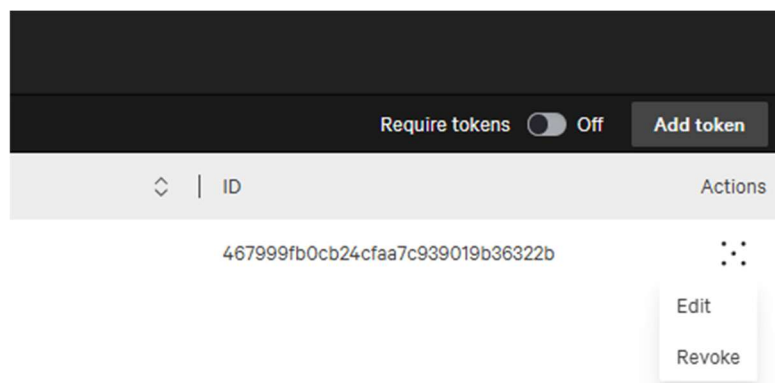 Require tokens Off Add token
ID Actions
467999fb0cb24cfaa7c939019b36322b
Edit
Revoke